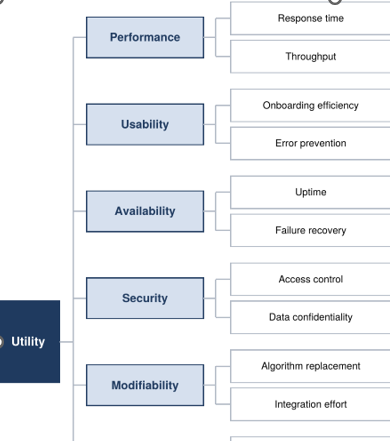 Utility
Performance
Response time
Throughput
Usability
Onboarding efficiency
Error prevention
Availability
Uptime
Failure recovery
Security
Access control
Data confidentiality
Modifiability
Algorithm replacement
Integration effort